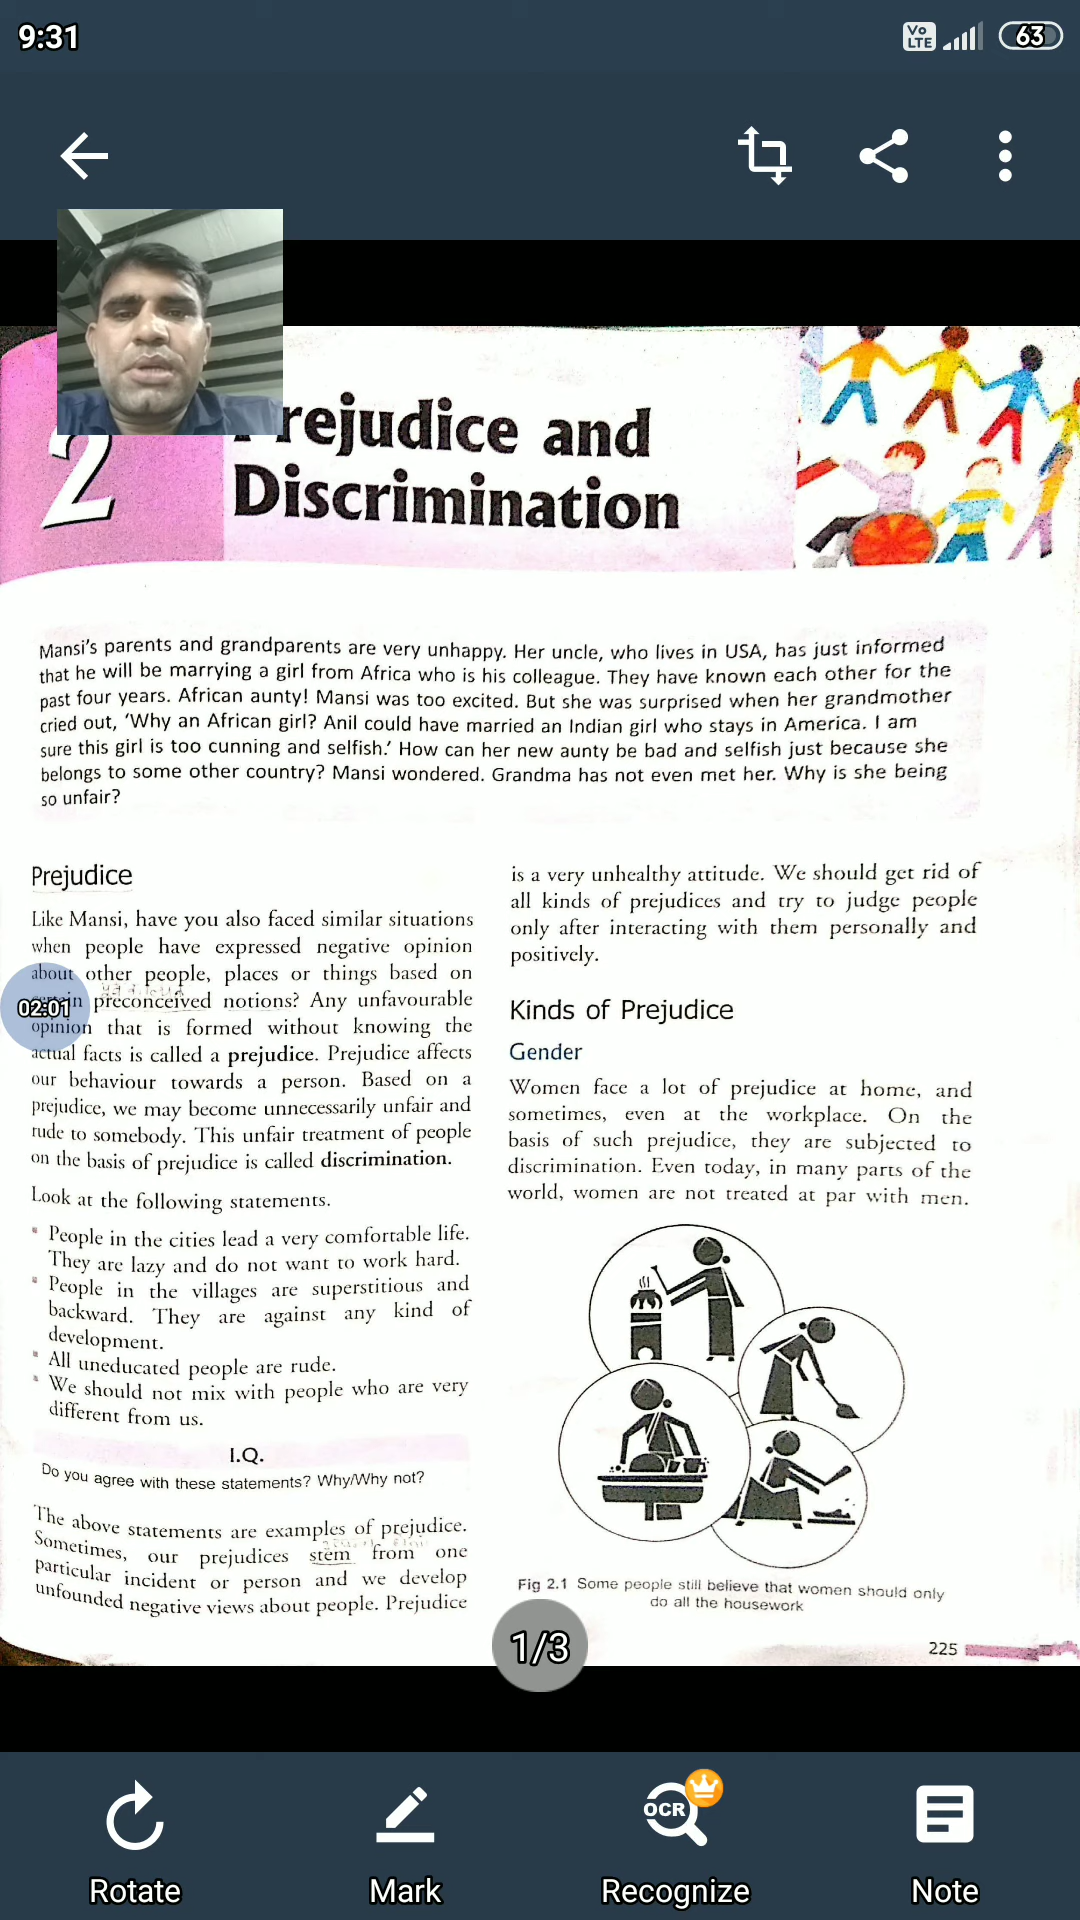 9:31
Vo
LTE
63
2
rejudice and
Discrimination
Mansi's parents and grandparents are very unhappy. Her uncle, who lives in USA, has just informed
that he will be marrying a girl from Africa who is his colleague. They have known each other for the
past four years. African aunty! Mansi was too excited. But she was surprised when her grandmother
cried out, 'Why an African girl? Anil could have married an Indian girl who stays in America. I am
sure this girl is too cunning and selfish.' How can her new aunty be bad and selfish just because she
belongs to some other country? Mansi wondered. Grandma has not even met her. Why is she being
so unfair?
Prejudice
Like Mansi, have you also faced similar situations
when people have expressed negative opinion
about other people, places or things based on
certain preconceived notions? Any unfavourable
02:01
opinion that is formed without knowing the
actual facts is called a prejudice. Prejudice affects
our behaviour towards a person. Based on a
prejudice, we may become unnecessarily unfair and
rude to somebody. This unfair treatment of people
on the basis of prejudice is called discrimination.
Look at the following statements.
People in the cities lead a very comfortable life.
They are lazy and do not want to work hard.
People in the villages are superstitious and
backward. They are against any kind of
development.
All uneducated people are rude.
We should not mix with people who are very
different from us.
I.Q.
Do you agree with these statements? Why/Why not?
The above statements are examples of prejudice.
Sometimes, our prejudices stem from one
particular incident or person and we develop
unfounded negative views about people. Prejudice
is a very unhealthy attitude. We should get rid of
all kinds of prejudices and try to judge people
only after interacting with them personally and
positively.
Kinds of Prejudice
Gender
Women face a lot of prejudice at home, and
sometimes, even at the workplace. On the
basis of such prejudice, they are subjected to
discrimination. Even today, in many parts of the
world, women are not treated at par with men.
Fig 2.1 Some people still believe that women should only
do all the housework
225
1/3
OCR
Rotate
Mark
Recognize
Note